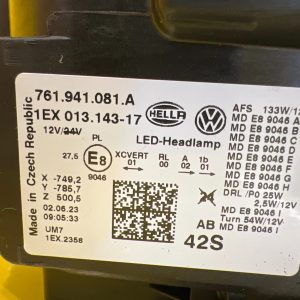 761.941.081.A
1EX 013.143-17
12V/24V
HELLA
LED-Headlamp
PL
27,5
E8
9046
XCVERT
01
RL
00
A
02
1b
01
X -749,2
Y -785,7
Z 500,5
02.06.23
09:05:33
UM7
1EX.2358
AB
42S
Made in Czech Republic
AFS 133W/1
MD E8 9046 A
MD E8 9046 B
MD E8 9046 C
MD E8 9046 D
MD E8 9046 E
MD E8 9046 F
MD E8 9046 G
MD E8 9046 H
DRL /PO 25W
2,5W/12V
MD E8 9046 I
Turn 54W/12V
MD E8 9046 I